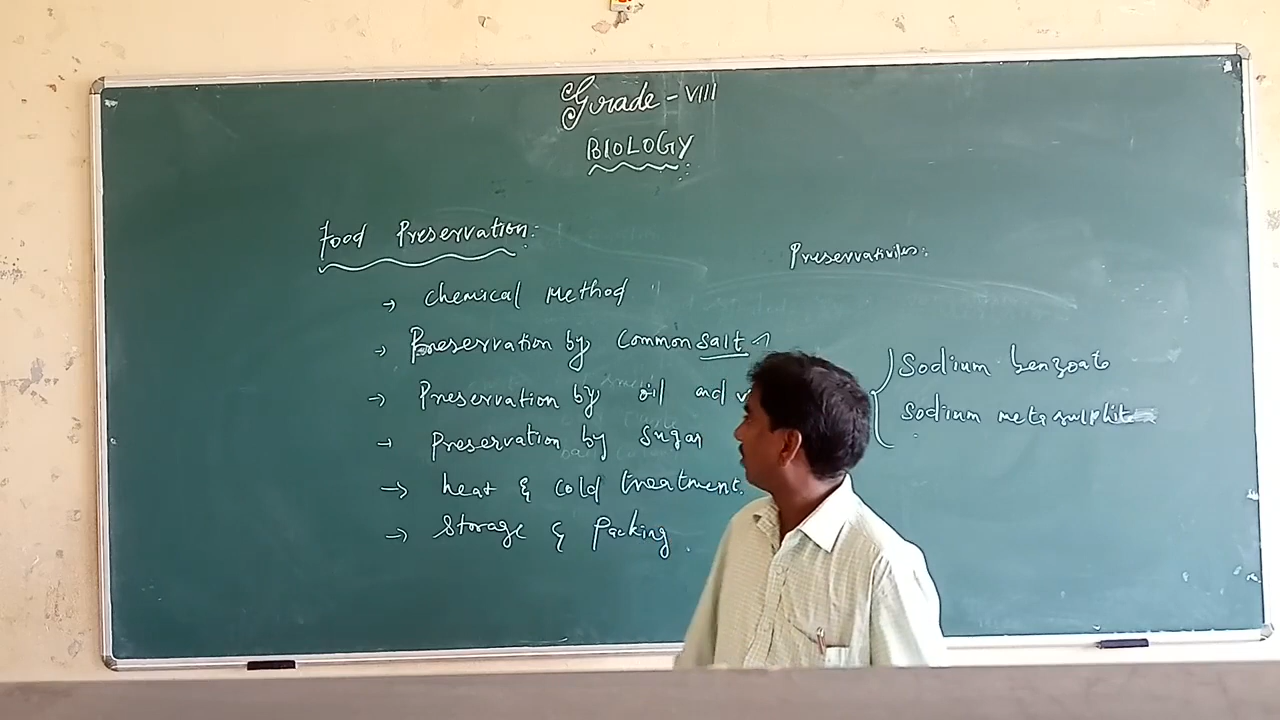 Grade - VIII
BIOLOGY
Food Preservation:
→ Chemical Method
→ Preservation by Common Salt
→ Preservation by oil and
→ Preservation by Sugar
→ heat & cold treatment.
→ Storage & Packing.
Sodium benzoate
Sodium metasulphite